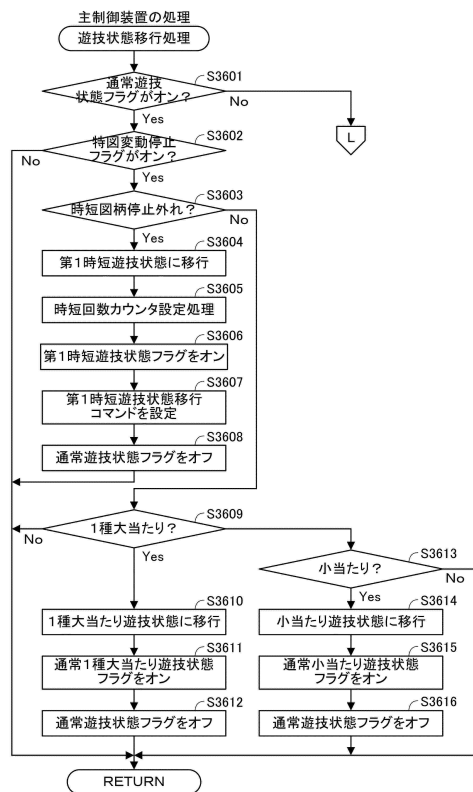 主制御装置の処理
遊技状態移行処理
S3601
通常遊技
状態フラグがオン？
No
Yes
L
S3602
特図変動停止
フラグがオン？
No
Yes
S3603
時短図柄停止外れ？
No
Yes
S3604
第1時短遊技状態に移行
S3605
時短回数カウンタ設定処理
S3606
第1時短遊技状態フラグをオン
S3607
第1時短遊技状態移行
コマンドを設定
S3608
通常遊技状態フラグをオフ
S3609
1種大当たり？
No
Yes
S3613
小当たり？
No
Yes
S3610
1種大当たり遊技状態に移行
S3611
通常1種大当たり遊技状態
フラグをオン
S3612
通常遊技状態フラグをオフ
S3614
小当たり遊技状態に移行
S3615
通常小当たり遊技状態
フラグをオン
S3616
通常遊技状態フラグをオフ
RETURN